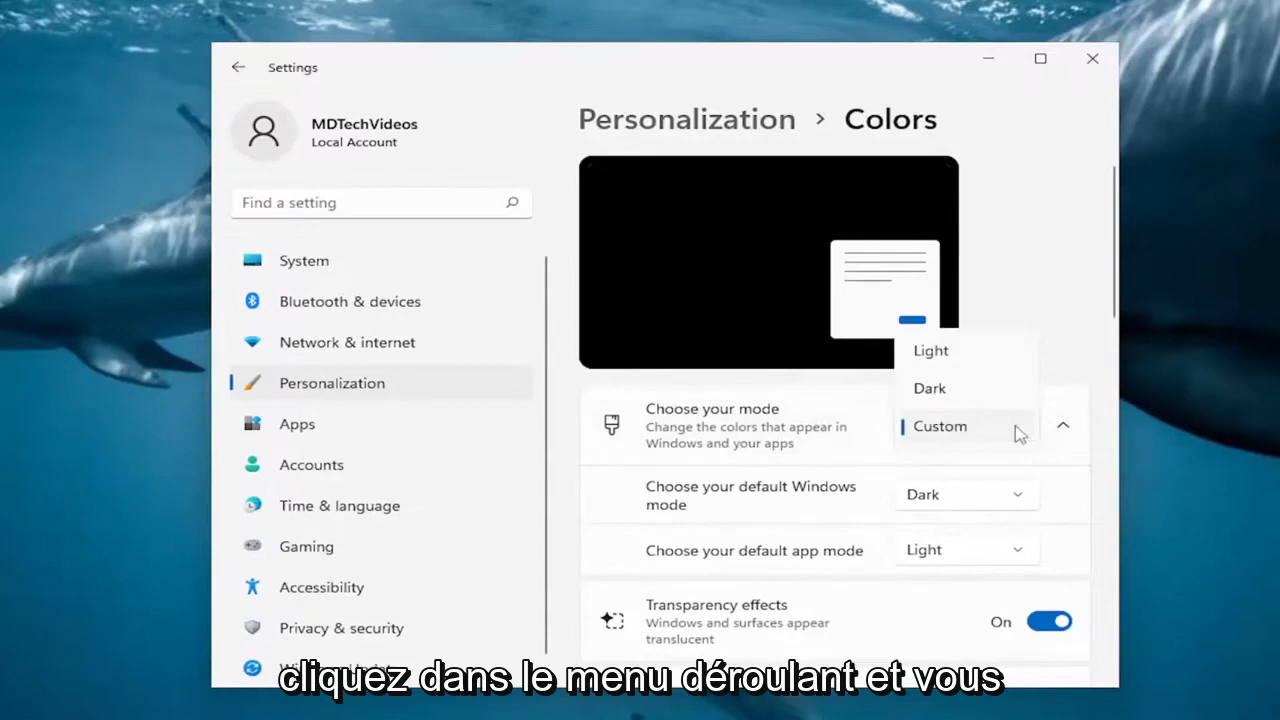 Settings
MDTechVideos
Local Account
Find a setting
System
Bluetooth & devices
Network & internet
Personalization
Apps
Accounts
Time & language
Gaming
Accessibility
Privacy & security
Personalization > Colors
Light
Dark
Custom
Choose your mode
Change the colors that appear in
Windows and your apps
Choose your default Windows
mode
Dark
Choose your default app mode
Light
Transparency effects
Windows and surfaces appear
translucent
On
cliquez dans le menu déroulant et vous